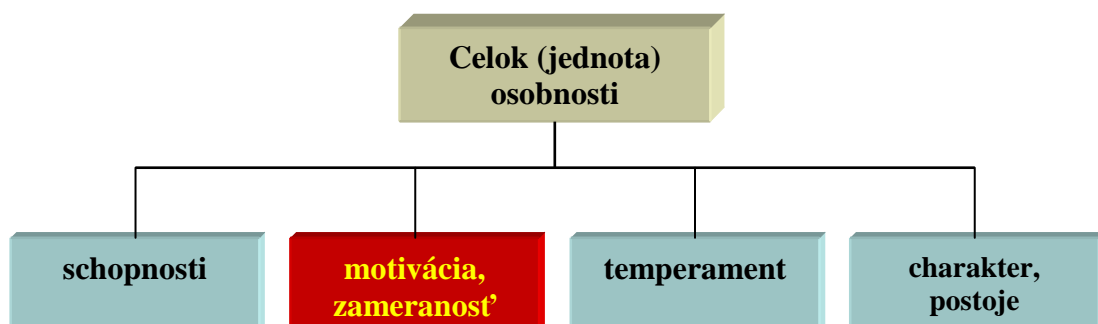 Celok (jednota)
osobnosti
schopnosti
motivácia,
zameranosť
temperament
charakter,
postoje